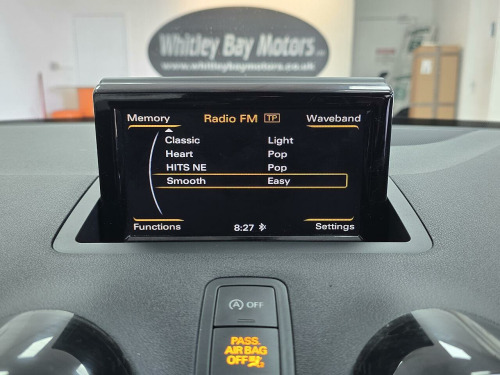 Whitley Bay Motors
www.whitleybaymotors.co.uk
Memory Radio FM TP Waveband
Classic Light
Heart Pop
HITS NE Pop
Smooth Easy
Functions 8:27 Settings
A OFF
PASS.
AIR BAG
OFF